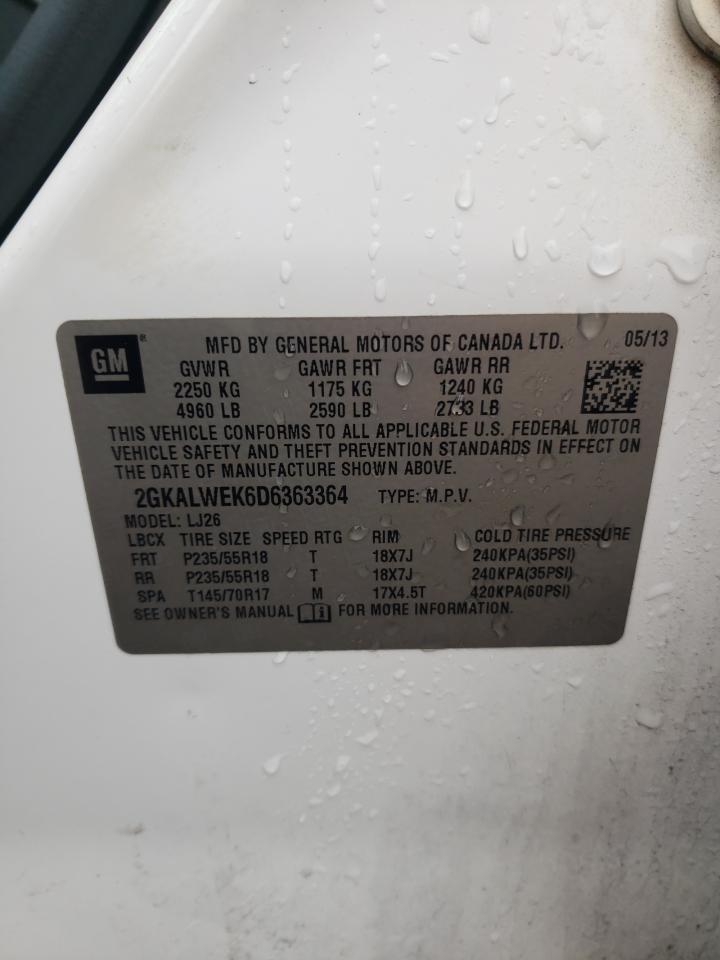 GM ® MFD BY GENERAL MOTORS OF CANADA LTD. 05/13
GVWR GAWR FRT GAWR RR
2250 KG 1175 KG 1240 KG
4960 LB 2590 LB 2733 LB
THIS VEHICLE CONFORMS TO ALL APPLICABLE U.S. FEDERAL MOTOR
VEHICLE SAFETY AND THEFT PREVENTION STANDARDS IN EFFECT ON
THE DATE OF MANUFACTURE SHOWN ABOVE.
2GKALWEK6D6363364 TYPE: M.P.V.
MODEL: LJ26
LBCX TIRE SIZE SPEED RTG RIM COLD TIRE PRESSURE
FRT P235/55R18 T 18X7J 240KPA(35PSI)
RR P235/55R18 T 18X7J 240KPA(35PSI)
SPA T145/70R17 M 17X4.5T 420KPA(60PSI)
SEE OWNER'S MANUAL FOR MORE INFORMATION.